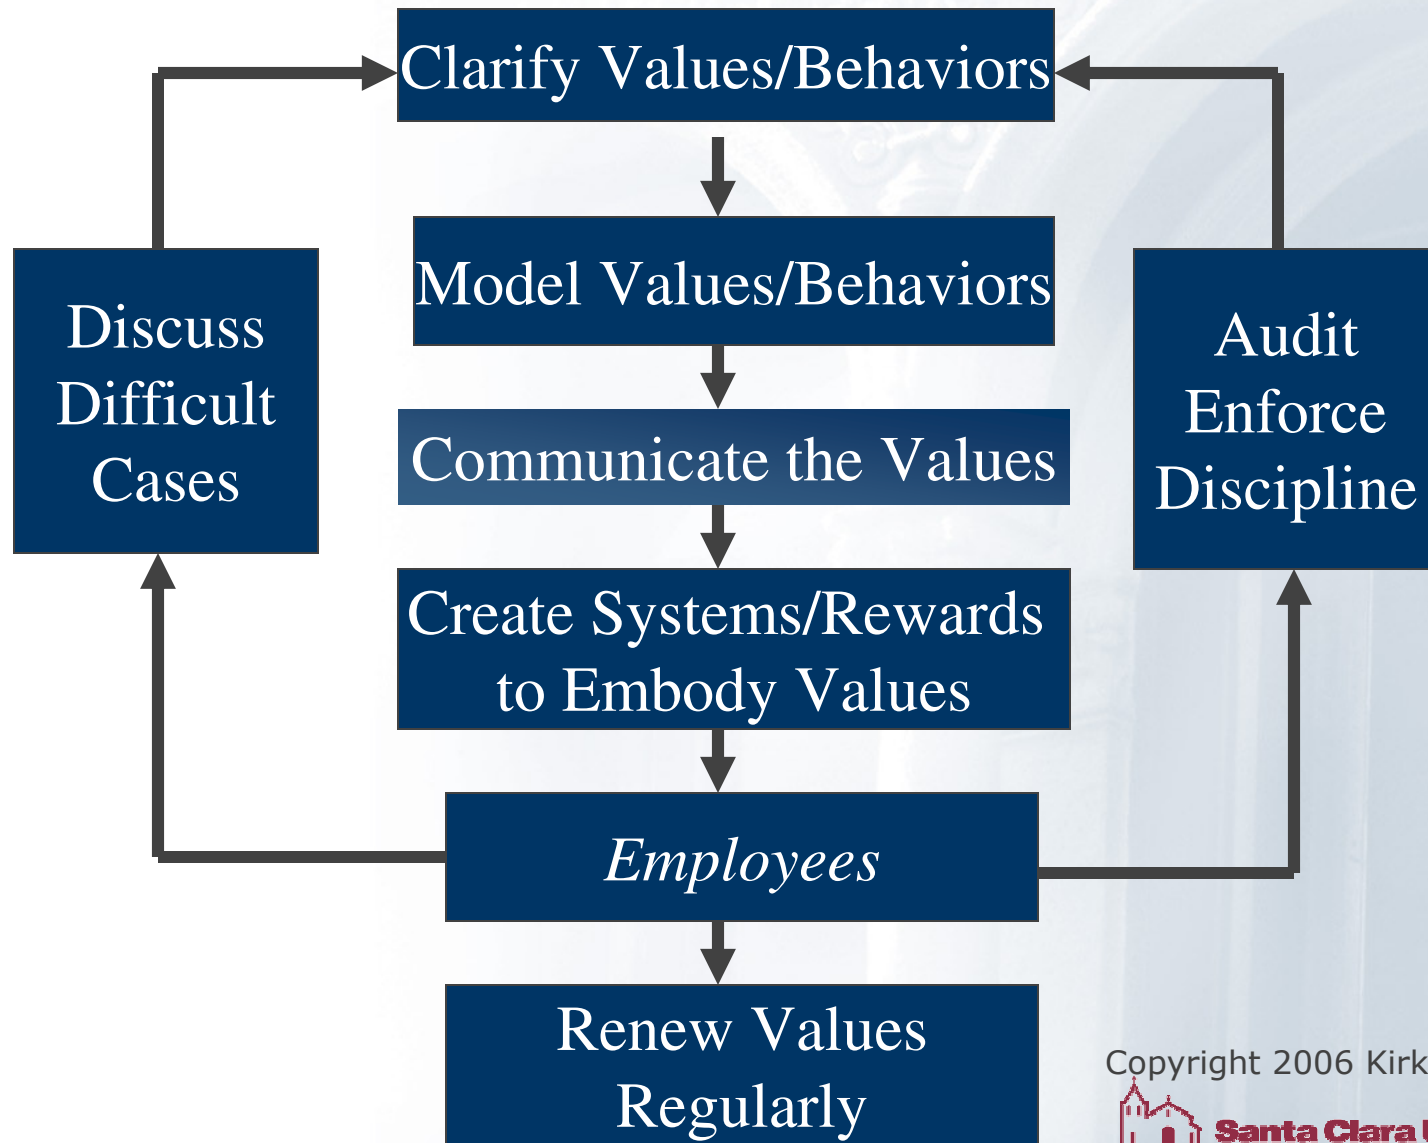 Clarify Values/Behaviors
Model Values/Behaviors
Discuss
Difficult
Cases
Audit
Enforce
Discipline
Communicate the Values
Create Systems/Rewards
to Embody Values
Employees
Renew Values
Regularly
Copyright 2006 Kirk
Santa Clara